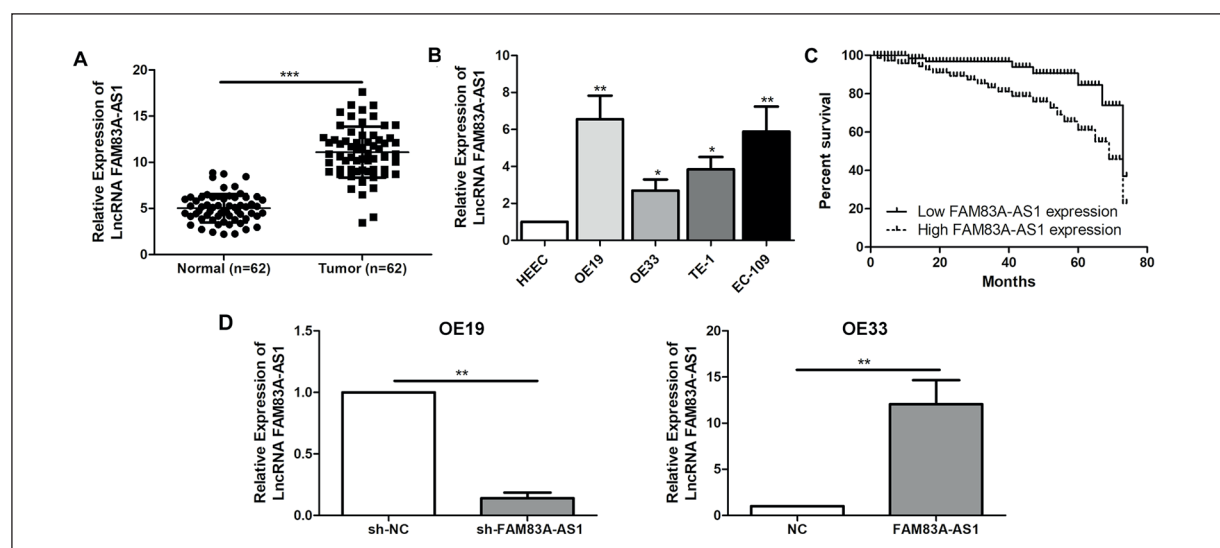 A
Relative Expression of
LncRNA FAM83A-AS1
20
15
10
5
0
***
Normal (n=62)
Tumor (n=62)
B
Relative Expression of
LncRNA FAM83A-AS1
10
8
6
4
2
0
**
*
*
**
HEEC
OE19
OE33
TE-1
EC-109
C
Percent survival
100
80
60
40
20
0
Low FAM83A-AS1 expression
High FAM83A-AS1 expression
0
20
40
60
80
Months
D
OE19
Relative Expression of
LncRNA FAM83A-AS1
1.5
1.0
0.5
0.0
**
sh-NC
sh-FAM83A-AS1
OE33
Relative Expression of
LncRNA FAM83A-AS1
20
15
10
5
0
**
NC
FAM83A-AS1